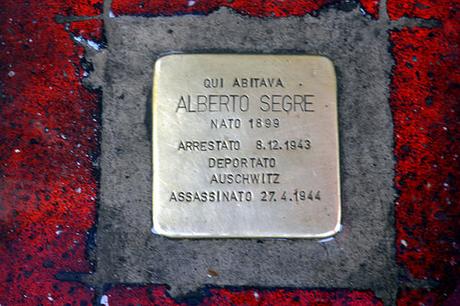 QUI ABITAVA
ALBERTO SEGRE
NATO 1899
ARRESTATO 8.12.1943
DEPORTATO
AUSCHWITZ
ASSASSINATO 27.4.1944